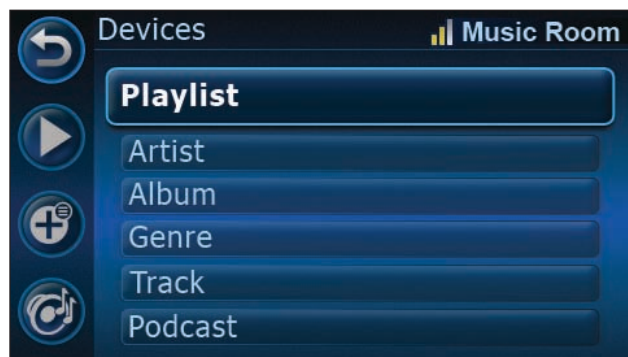 Devices
Music Room
Playlist
Artist
Album
Genre
Track
Podcast